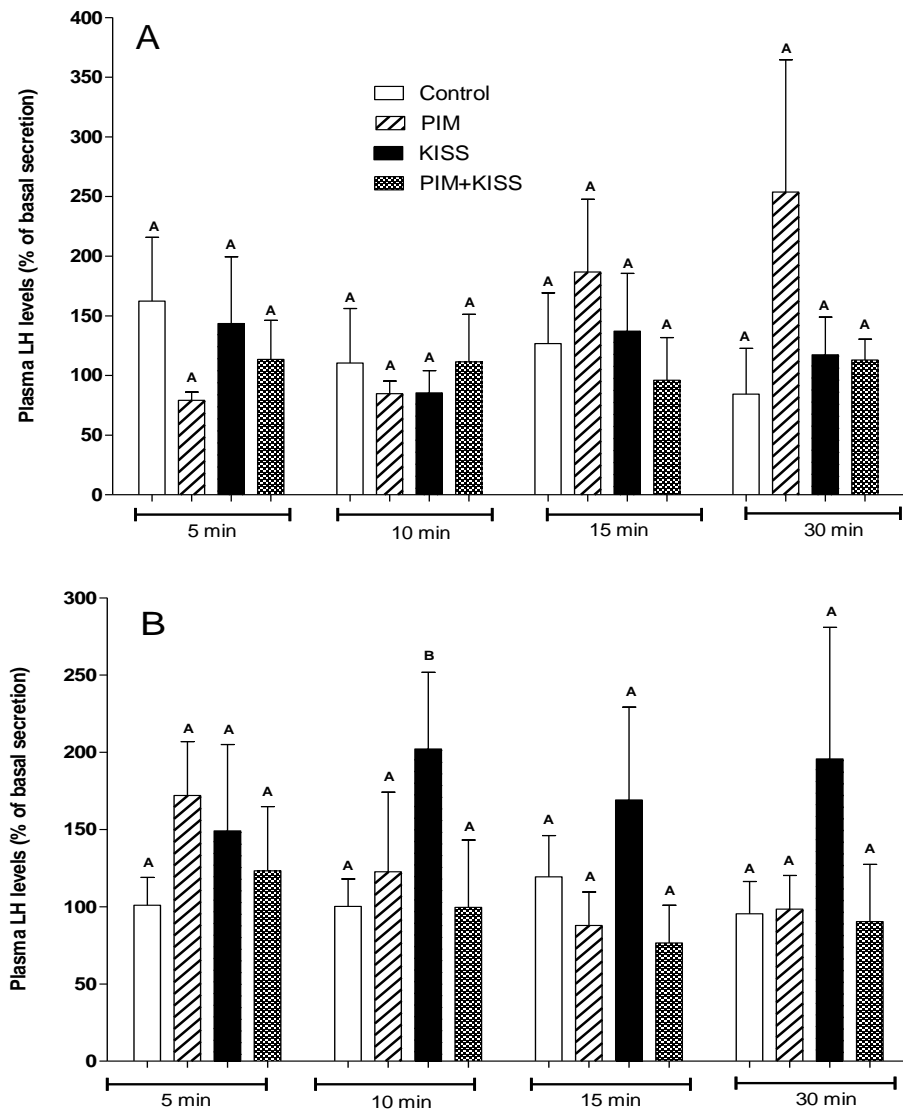 A
Plasma LH levels (% of basal secretion)
400
350
300
250
200
150
100
50
0
Control
PIM
KISS
PIM+KISS
A A A A
A A A A
A A A A
A A A A
5 min 10 min 15 min 30 min
B
Plasma LH levels (% of basal secretion)
300
250
200
150
100
50
0
A A A A
A A B A
A A A A
A A A A
5 min 10 min 15 min 30 min